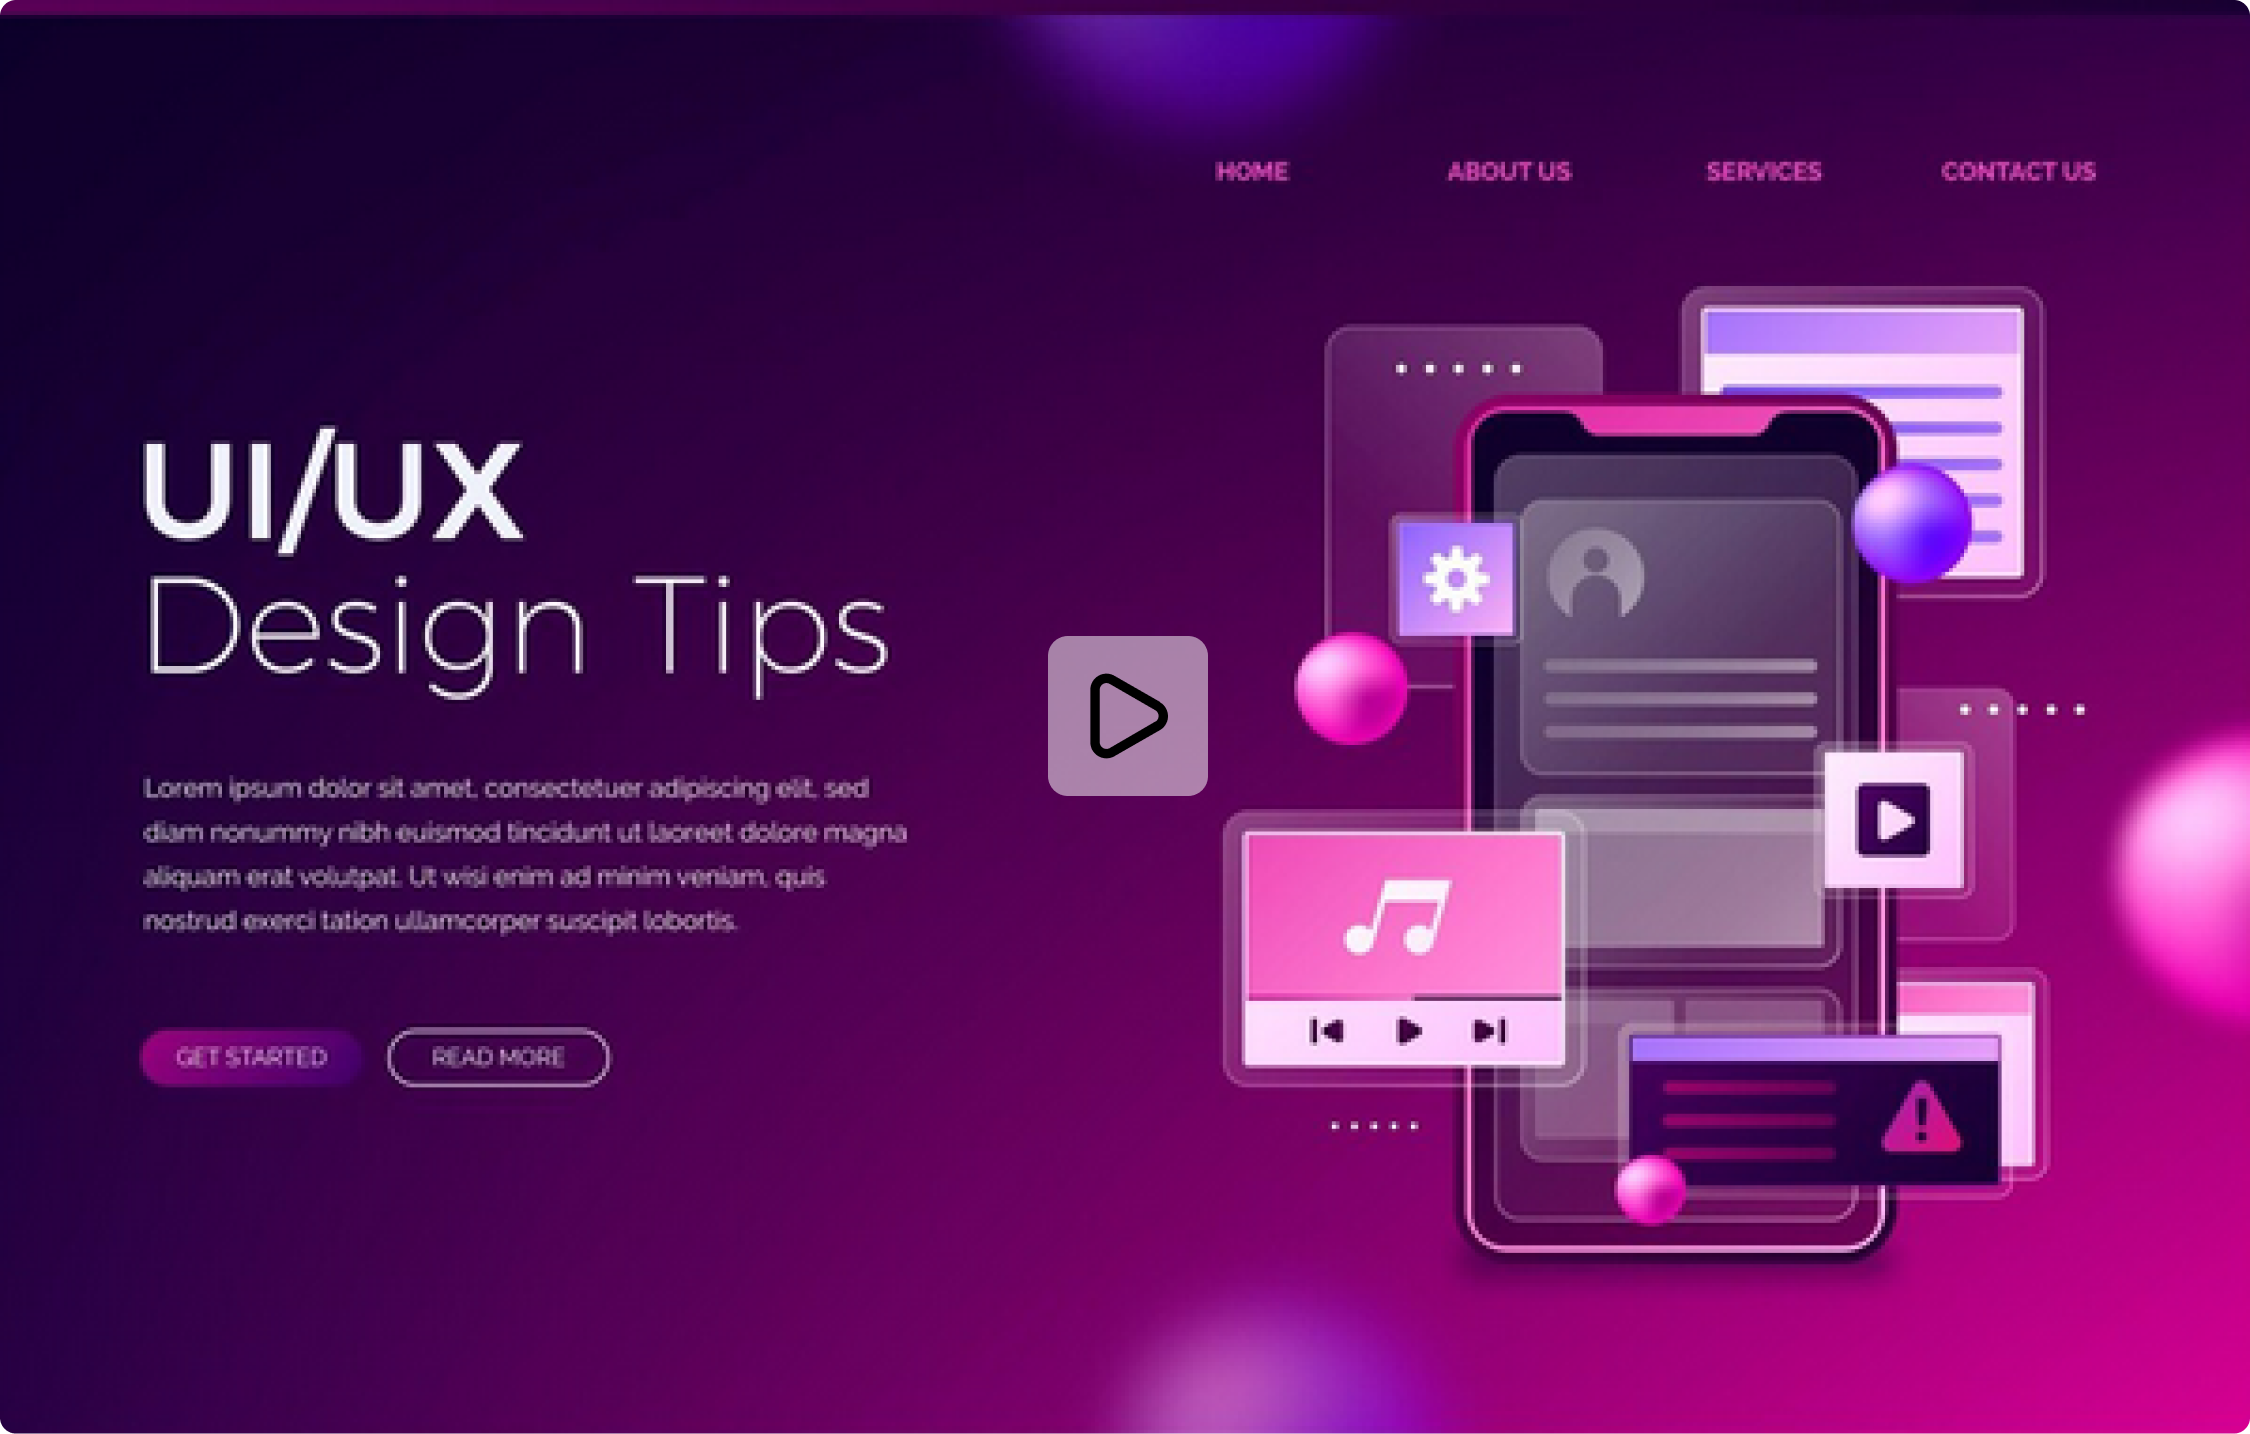 HOME ABOUT US SERVICES CONTACT US
UI/UX
Design Tips
Lorem ipsum dolor sit amet, consectetuer adipiscing elit, sed
diam nonummy nibh euismod tincidunt ut laoreet dolore magna
aliquam erat volutpat. Ut wisi enim ad minim veniam, quis
nostrud exerci tation ullamcorper suscipit lobortis.
GET STARTED READ MORE